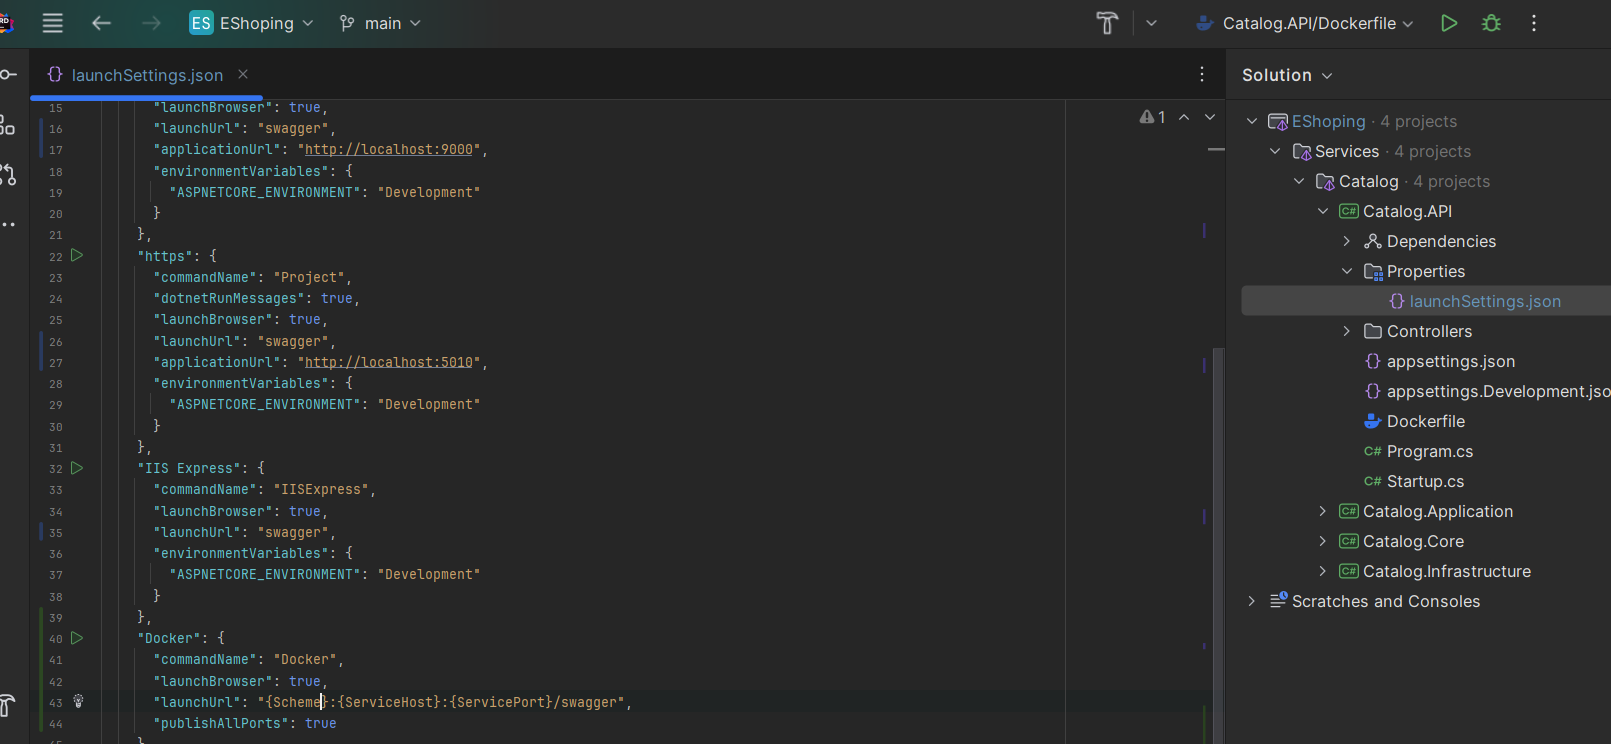 ES EShoping main Catalog.API/Dockerfile
launchSettings.json
Solution
1
15 "launchBrowser": true,
16 "launchUrl": "swagger",
17 "applicationUrl": "http://localhost:9000",
18 "environmentVariables": {
19 "ASPNETCORE_ENVIRONMENT": "Development"
20 }
21 },
22 "https": {
23 "commandName": "Project",
24 "dotnetRunMessages": true,
25 "launchBrowser": true,
26 "launchUrl": "swagger",
27 "applicationUrl": "http://localhost:5010",
28 "environmentVariables": {
29 "ASPNETCORE_ENVIRONMENT": "Development"
30 }
31 },
32 "IIS Express": {
33 "commandName": "IISExpress",
34 "launchBrowser": true,
35 "launchUrl": "swagger",
36 "environmentVariables": {
37 "ASPNETCORE_ENVIRONMENT": "Development"
38 }
39 },
40 "Docker": {
41 "commandName": "Docker",
42 "launchBrowser": true,
43 "launchUrl": "{Scheme}:{ServiceHost}:{ServicePort}/swagger",
44 "publishAllPorts": true
45 }
EShoping · 4 projects
Services · 4 projects
Catalog · 4 projects
C# Catalog.API
Dependencies
Properties
launchSettings.json
Controllers
appsettings.json
appsettings.Development.jso
Dockerfile
C# Program.cs
C# Startup.cs
C# Catalog.Application
C# Catalog.Core
C# Catalog.Infrastructure
Scratches and Consoles